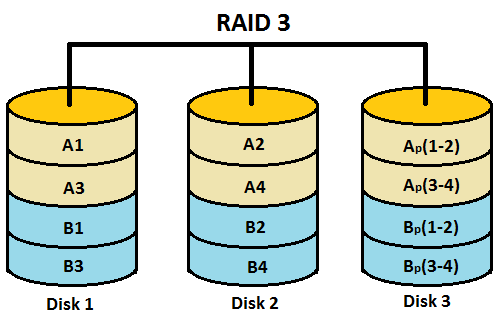 RAID 3
A1 A2 Ap(1-2)
A3 A4 Ap(3-4)
B1 B2 Bp(1-2)
B3 B4 Bp(3-4)
Disk 1 Disk 2 Disk 3